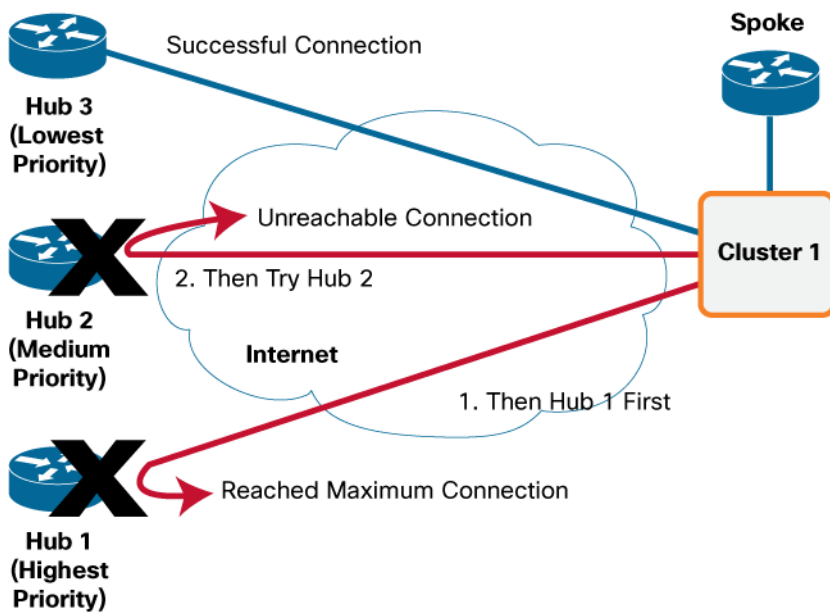 Successful Connection
Spoke
Hub 3
(Lowest
Priority)
Unreachable Connection
Cluster 1
2. Then Try Hub 2
Hub 2
(Medium
Priority)
Internet
1. Then Hub 1 First
Reached Maximum Connection
Hub 1
(Highest
Priority)